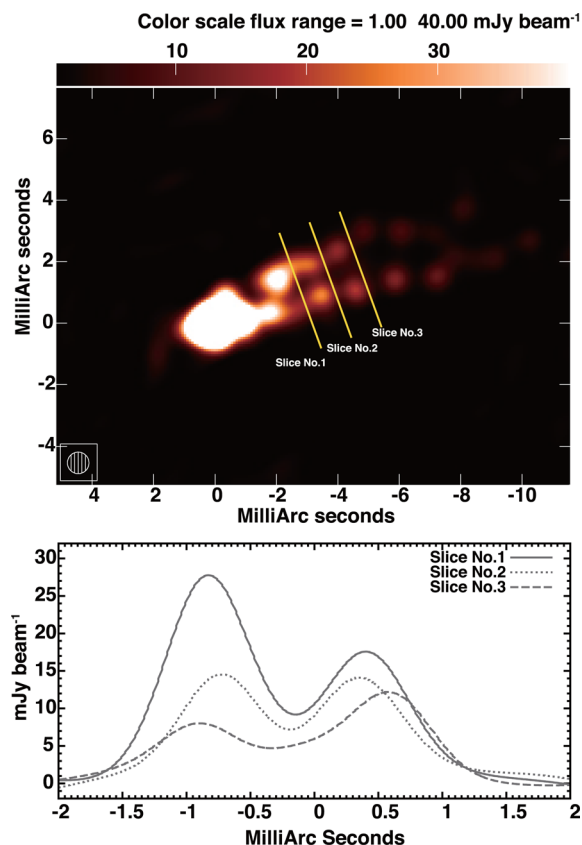 Color scale flux range = 1.00 40.00 mJy beam⁻¹
10 20 30
MilliArc seconds
6
4
2
0
-2
-4
Slice No.3
Slice No.2
Slice No.1
4 2 0 -2 -4 -6 -8 -10
MilliArc seconds
mJy beam⁻¹
30
25
20
15
10
5
0
Slice No.1
Slice No.2
Slice No.3
-2 -1.5 -1 -0.5 0 0.5 1 1.5 2
MilliArc Seconds